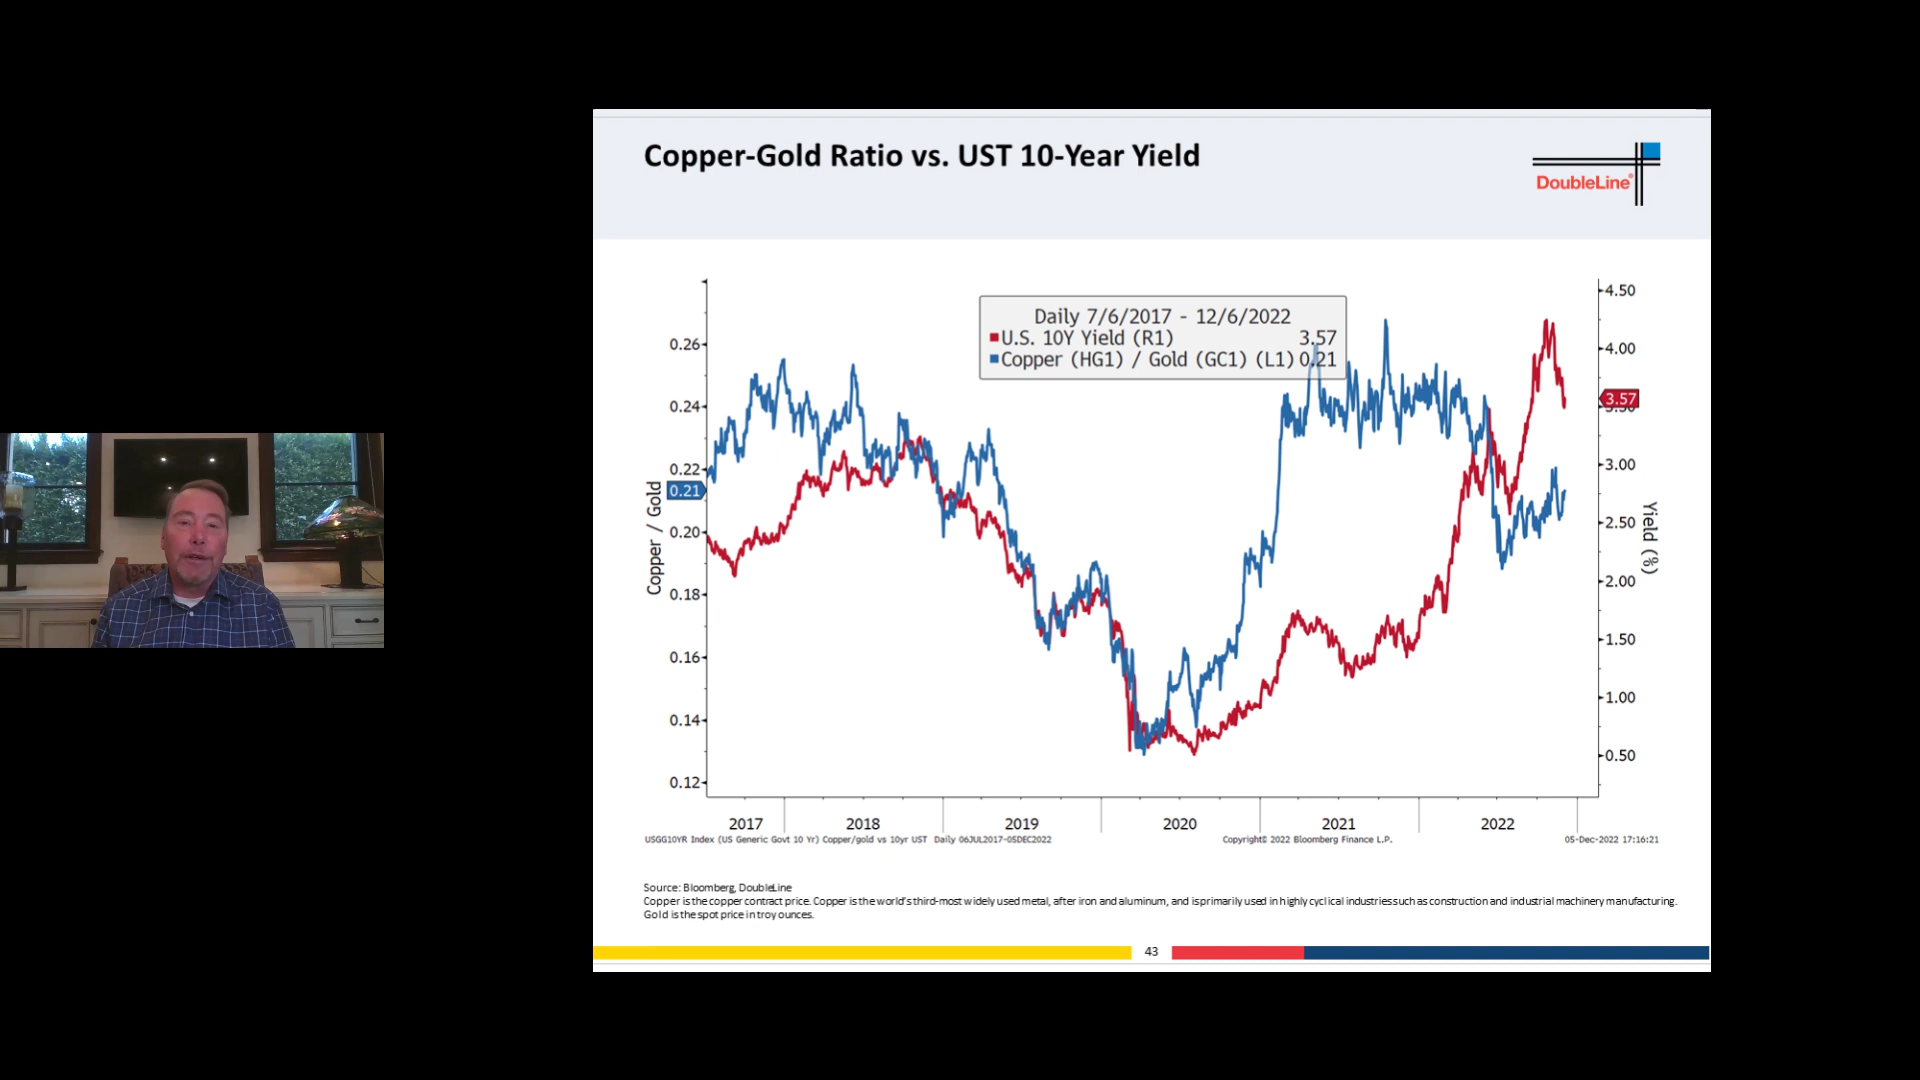 Copper-Gold Ratio vs. UST 10-Year Yield
DoubleLine®
Daily 7/6/2017 - 12/6/2022
U.S. 10Y Yield (R1) 3.57
Copper (HG1) / Gold (GC1) (L1) 0.21
0.26
0.24
0.22
0.21
0.20
0.18
0.16
0.14
0.12
Copper / Gold
4.50
4.00
3.57
3.50
3.00
2.50
2.00
1.50
1.00
0.50
Yield (%)
2017 2018 2019 2020 2021 2022
USGG10YR Index (US Generic Govt 10 Yr) Copper/gold vs 10yr UST Daily 06JUL2017-05DEC2022 Copyright© 2022 Bloomberg Finance L.P. 05-Dec-2022 17:16:21
Source: Bloomberg, DoubleLine
Copper is the copper contract price. Copper is the world's third-most widely used metal, after iron and aluminum, and is primarily used in highly cyclical industries such as construction and industrial machinery manufacturing.
Gold is the spot price in troy ounces.
43